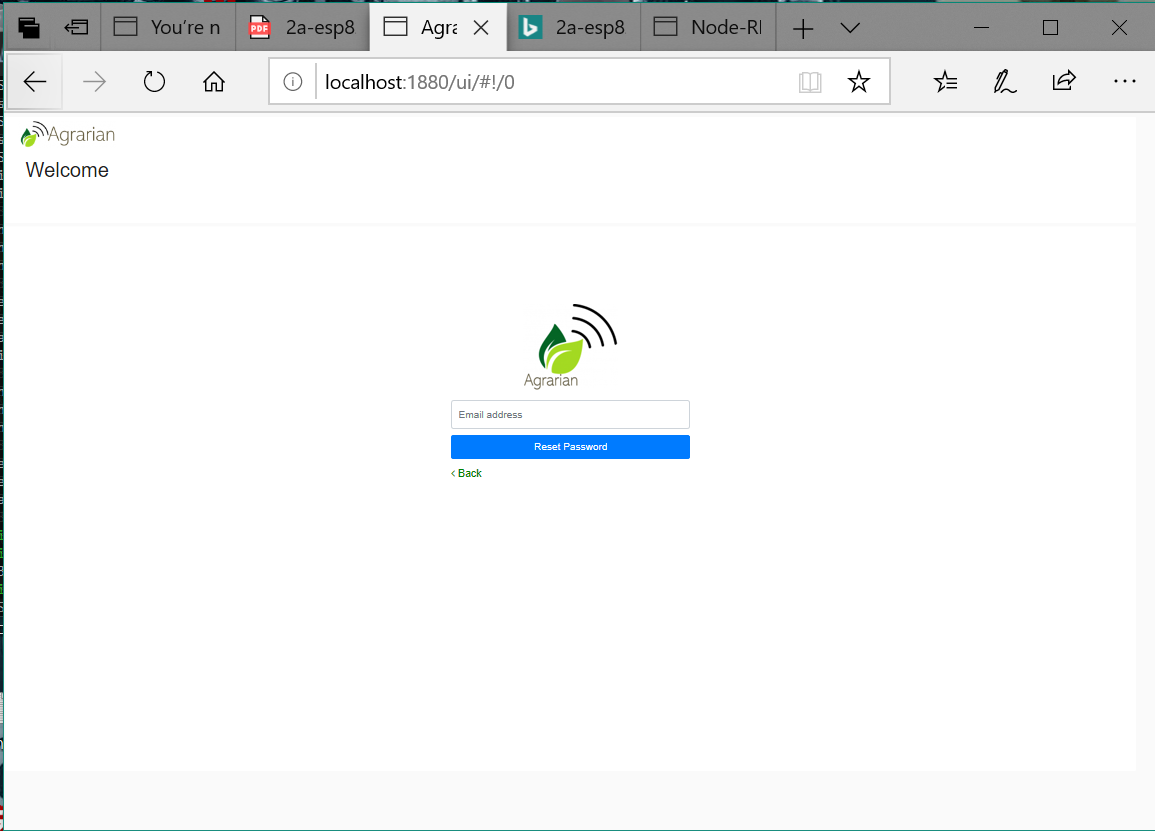 You're n
PDF
2a-esp8
Agra
2a-esp8
Node-RI
localhost:1880/ui/#!/0
Agrarian
Welcome
Agrarian
Email address
Reset Password
‹ Back